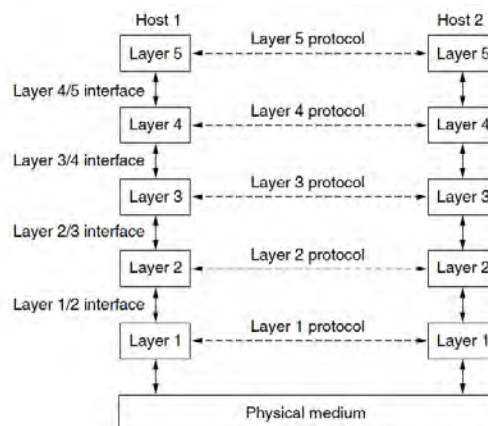 Host 1
Host 2
Layer 5
Layer 5 protocol
Layer 5
Layer 4/5 interface
Layer 4
Layer 4 protocol
Layer 4
Layer 3/4 interface
Layer 3
Layer 3 protocol
Layer 3
Layer 2/3 interface
Layer 2
Layer 2 protocol
Layer 2
Layer 1/2 interface
Layer 1
Layer 1 protocol
Layer 1
Physical medium